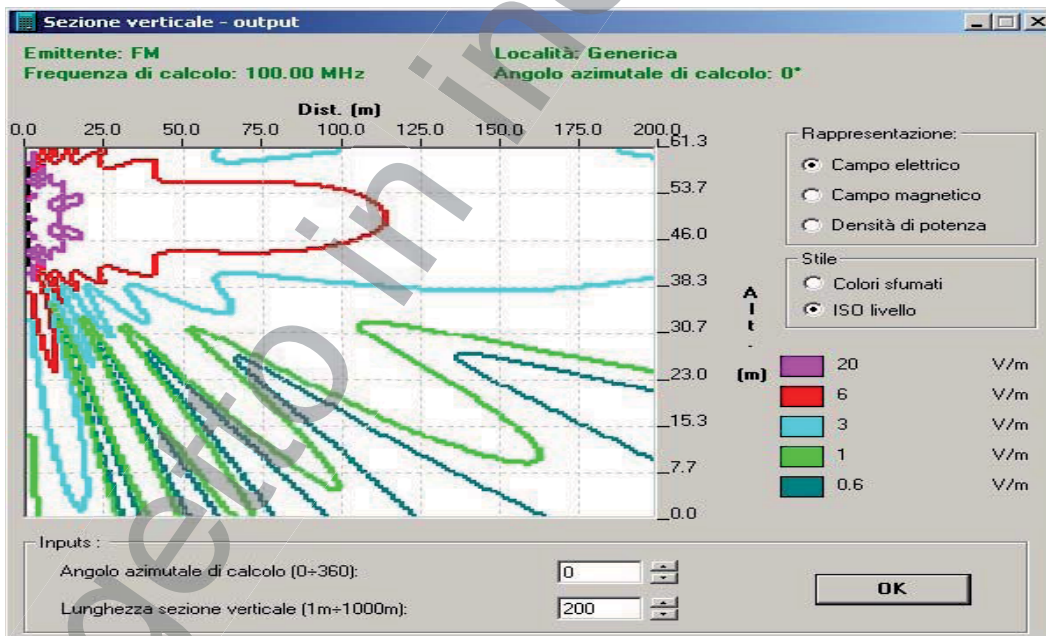 Sezione verticale - output
Emittente: FM
Località: Generica
Frequenza di calcolo: 100.00 MHz
Angolo azimutale di calcolo: 0°
Dist. (m)
0.0 25.0 50.0 75.0 100.0 125.0 150.0 175.0 200.0
61.3
53.7
46.0
38.3
30.7
23.0
15.3
7.7
0.0
Alt. (m)
Rappresentazione:
Campo elettrico
Campo magnetico
Densità di potenza
Stile
Colori sfumati
ISO livello
20 V/m
6 V/m
3 V/m
1 V/m
0.6 V/m
Inputs :
Angolo azimutale di calcolo (0÷360): 0
Lunghezza sezione verticale (1m÷1000m): 200
OK
getto in